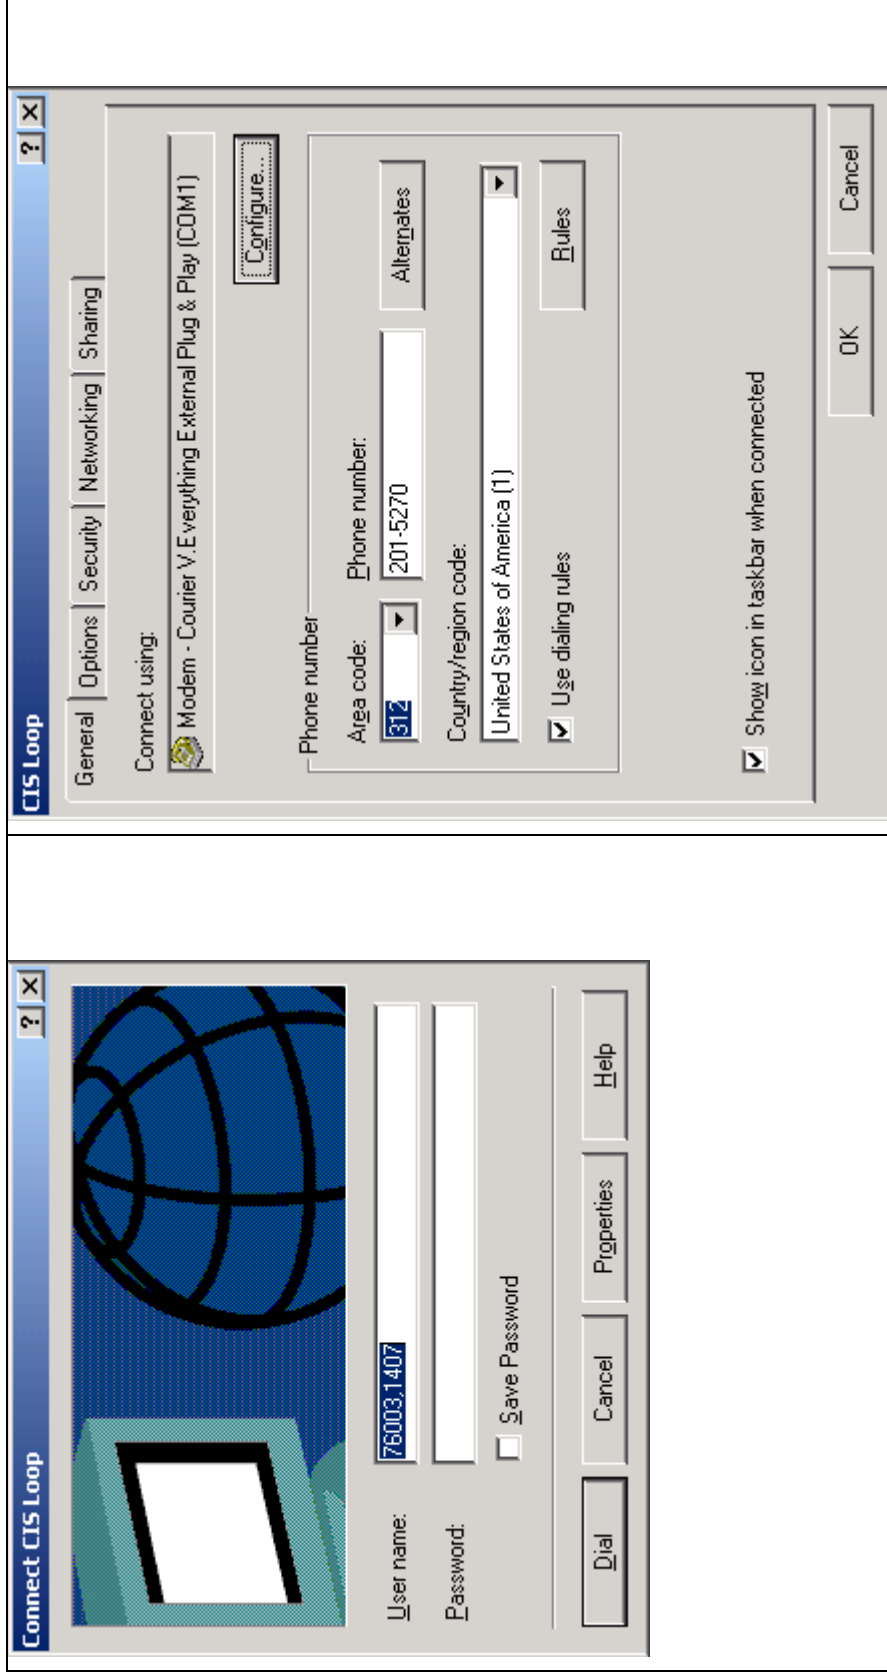 Connect CIS Loop
User name: 76003,1407
Password:
Save Password
Dial Cancel Properties Help
CIS Loop
General Options Security Networking Sharing
Connect using:
Modem - Courier V.Everything External Plug & Play (COM1)
Configure...
Phone number
Area code: Phone number:
312 201-5270 Alternates
Country/region code:
United States of America (1)
Use dialing rules Rules
Show icon in taskbar when connected
OK Cancel